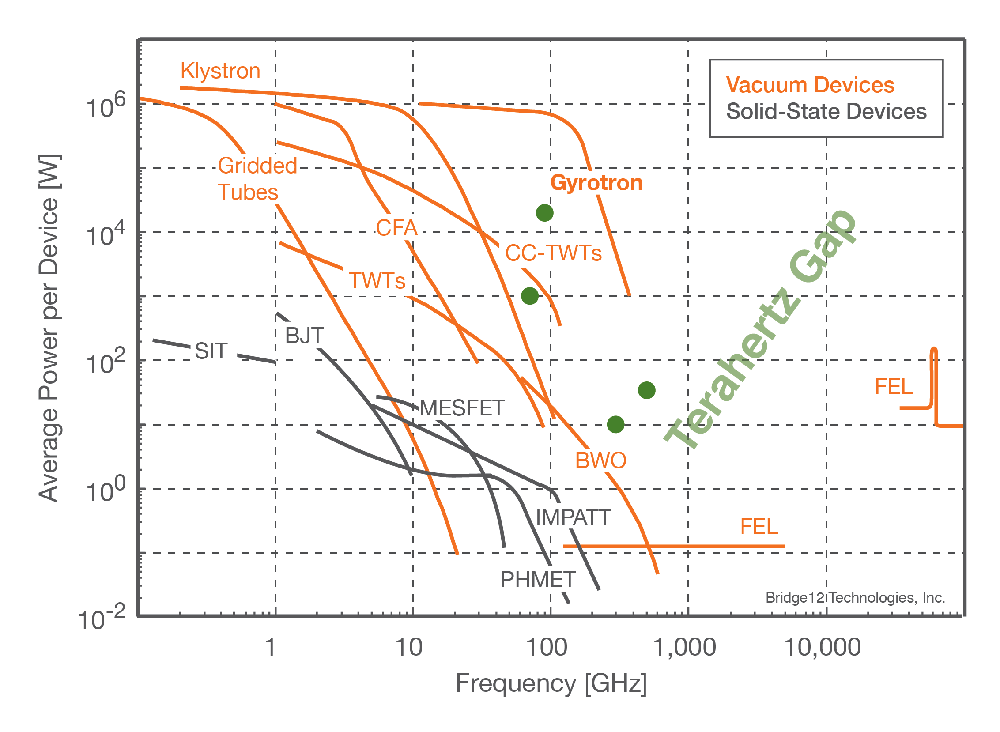 Klystron
Vacuum Devices
Solid-State Devices
10^6
Gridded
Tubes
Gyrotron
CFA
10^4
CC-TWTs
TWTs
Terahertz Gap
BJT
SIT
10^2
FEL
MESFET
BWO
10^0
IMPATT
FEL
PHMET
Bridge12 Technologies, Inc.
10^-2
1 10 100 1,000 10,000
Frequency [GHz]
Average Power per Device [W]